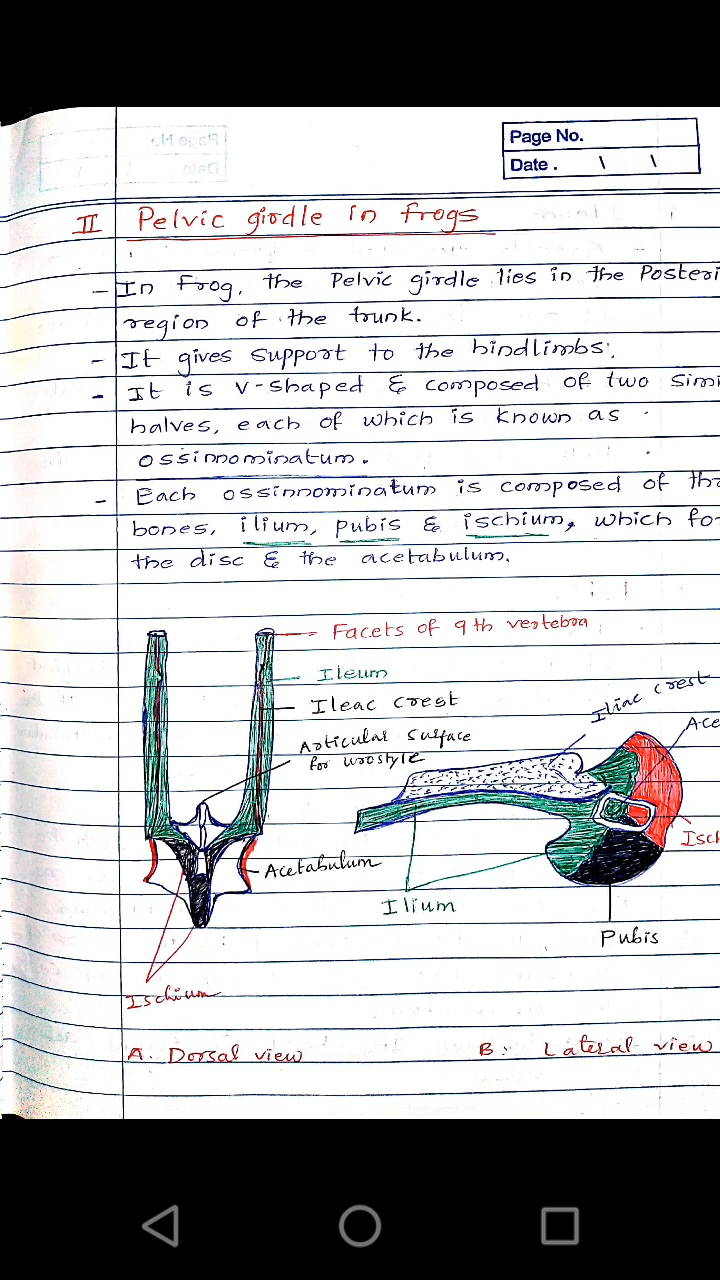 Page No.
Date . \ \
II Pelvic girdle in frogs
- In Frog, the Pelvic girdle lies in the Posteri
region of the trunk.
- It gives support to the hindlimbs.
- It is V-shaped & composed of two simi
halves, each of which is known as
ossinnominatum.
- Each ossinnominatum is composed of the
bones, ilium, pubis & ischium, which for
the disc & the acetabulum.
Facets of 9th vertebra
Ileum
Ileac crest
Articular surface
for urostyle
Acetabulum
Ischium
Iliac crest
Ace
Isch
Ilium
Pubis
A. Dorsal view
B. Lateral view